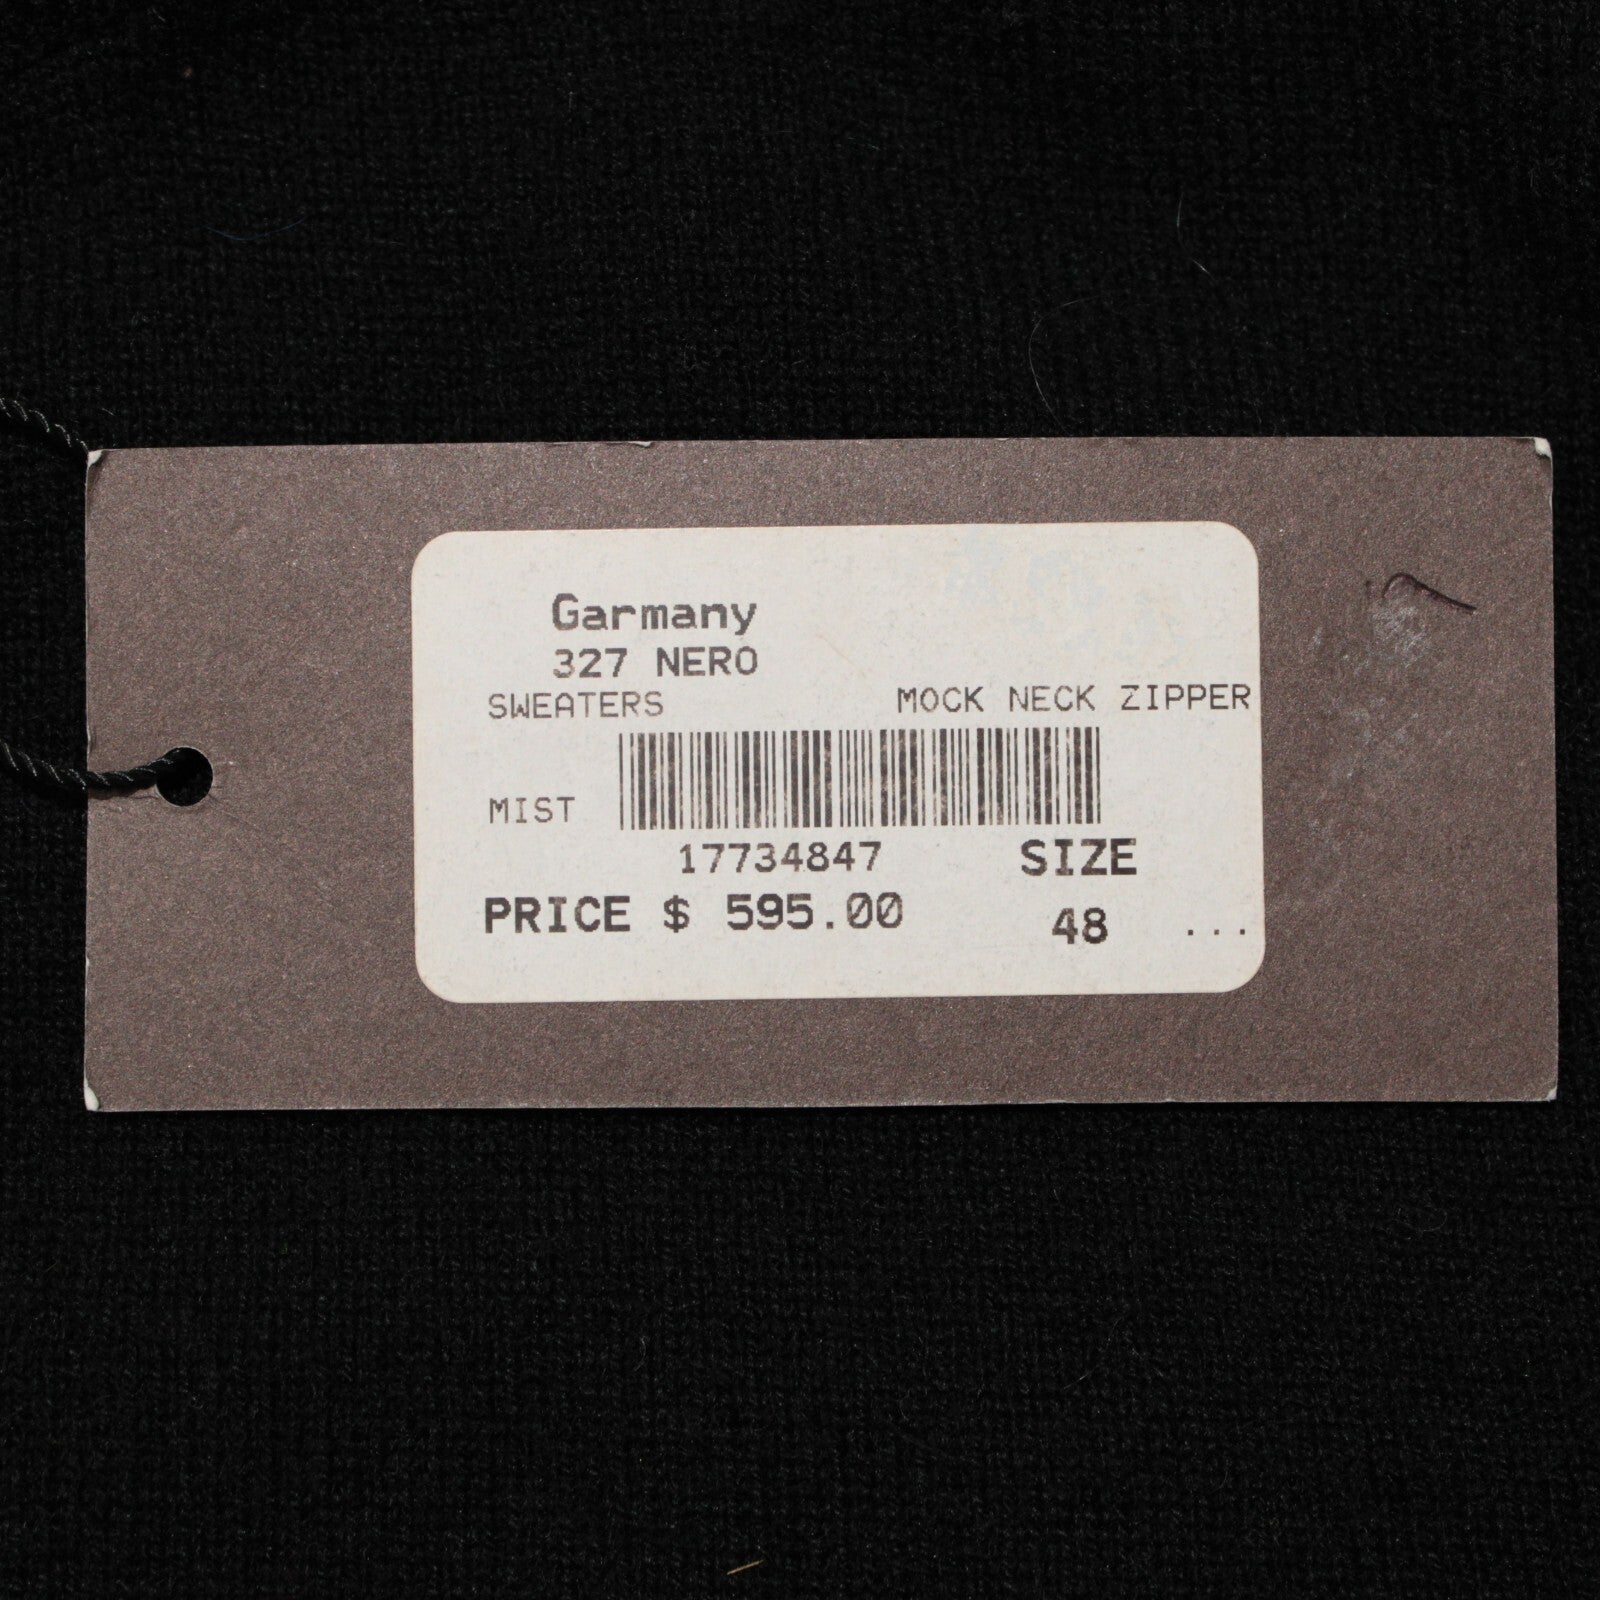 Garmany
327 NERO
SWEATERS MOCK NECK ZIPPER
MIST
17734847 SIZE
PRICE $ 595.00 48 ...